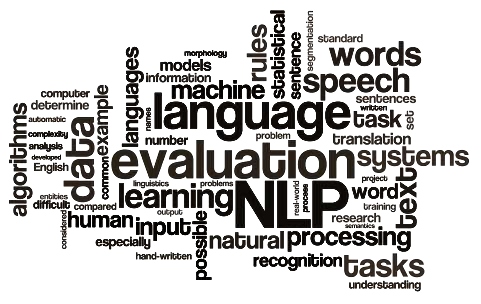 morphology
standard
segmentation
rules
statistical
sentence
words
models
information
languages
machine
speech
computer
determine
example
names
language
sentences
written
task
set
algorithms
automatic
complexity
analysis
developed
English
data
common
number
problem
translation
evaluation
systems
linguistics
problems
project
entities
difficult
compared
considered
learning
NLP
real-world
process
word
text
training
human
output
input
possible
research
semantics
especially
natural
processing
hand-written
recognition
tasks
understanding